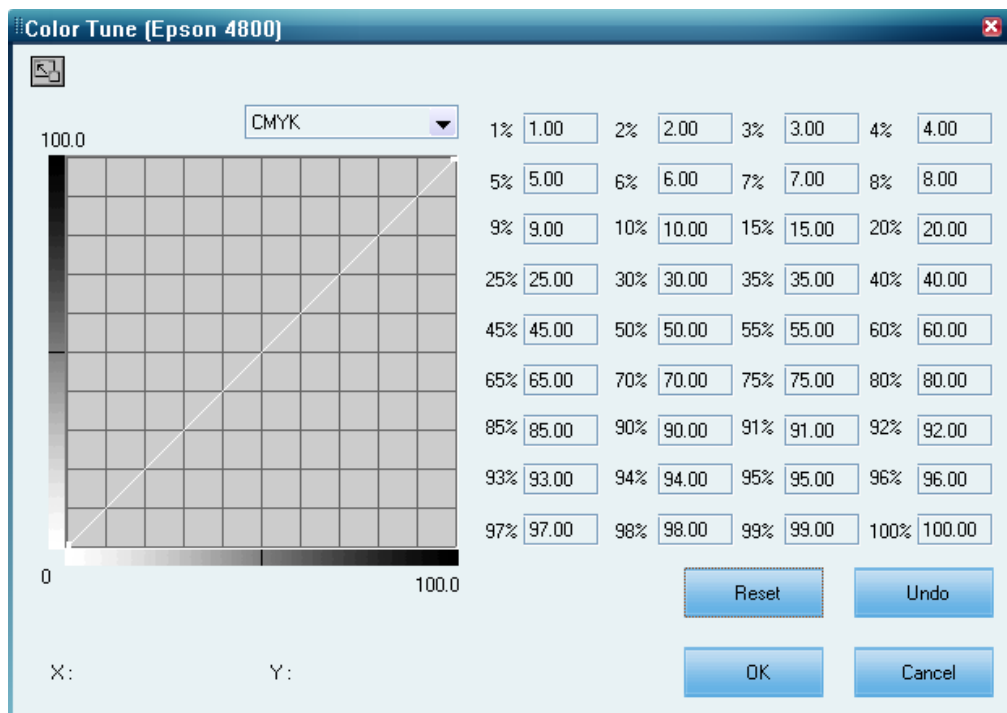 Color Tune (Epson 4800)
CMYK
100.0
0
100.0
X:
Y:
1% 1.00 2% 2.00 3% 3.00 4% 4.00
5% 5.00 6% 6.00 7% 7.00 8% 8.00
9% 9.00 10% 10.00 15% 15.00 20% 20.00
25% 25.00 30% 30.00 35% 35.00 40% 40.00
45% 45.00 50% 50.00 55% 55.00 60% 60.00
65% 65.00 70% 70.00 75% 75.00 80% 80.00
85% 85.00 90% 90.00 91% 91.00 92% 92.00
93% 93.00 94% 94.00 95% 95.00 96% 96.00
97% 97.00 98% 98.00 99% 99.00 100% 100.00
Reset Undo
OK Cancel